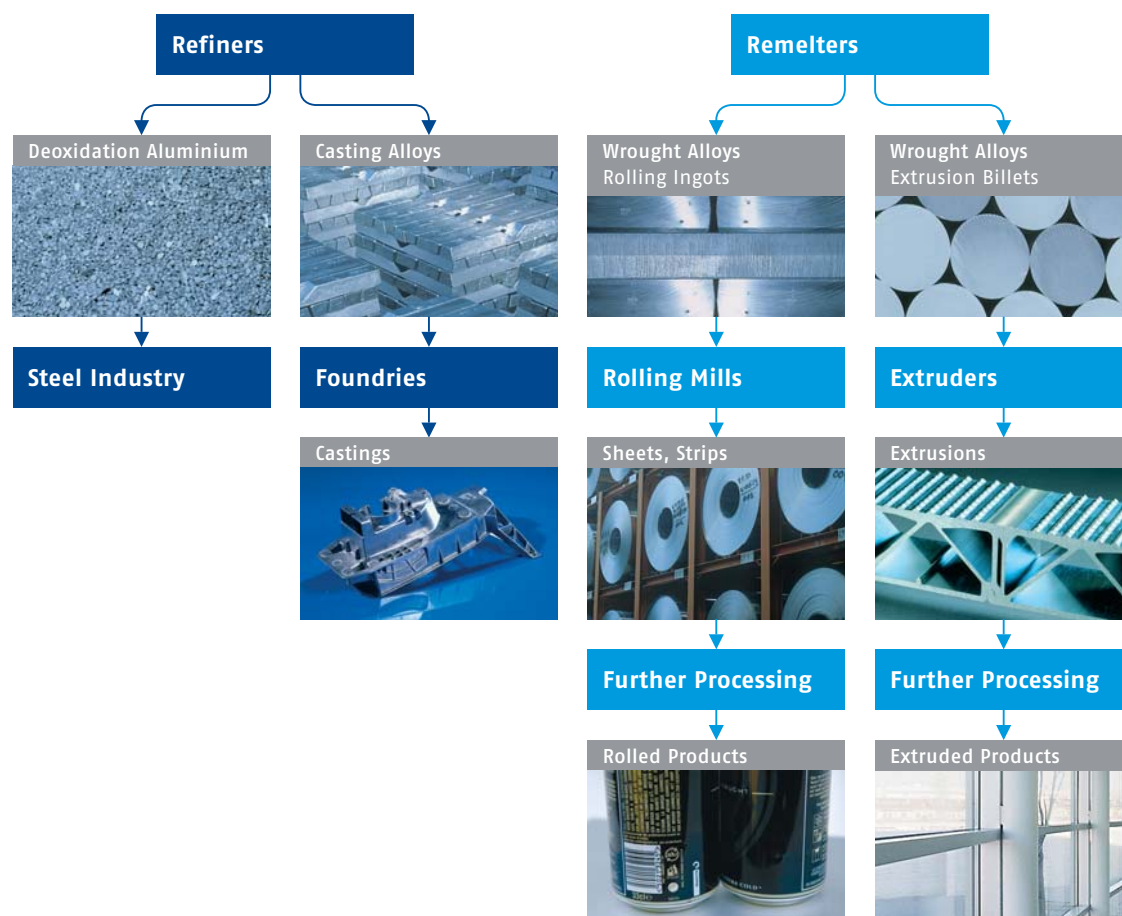 Refiners
Remelters
Deoxidation Aluminium
Casting Alloys
Wrought Alloys
Rolling Ingots
Wrought Alloys
Extrusion Billets
Steel Industry
Foundries
Rolling Mills
Extruders
Castings
Sheets, Strips
Extrusions
Further Processing
Further Processing
Rolled Products
Extruded Products